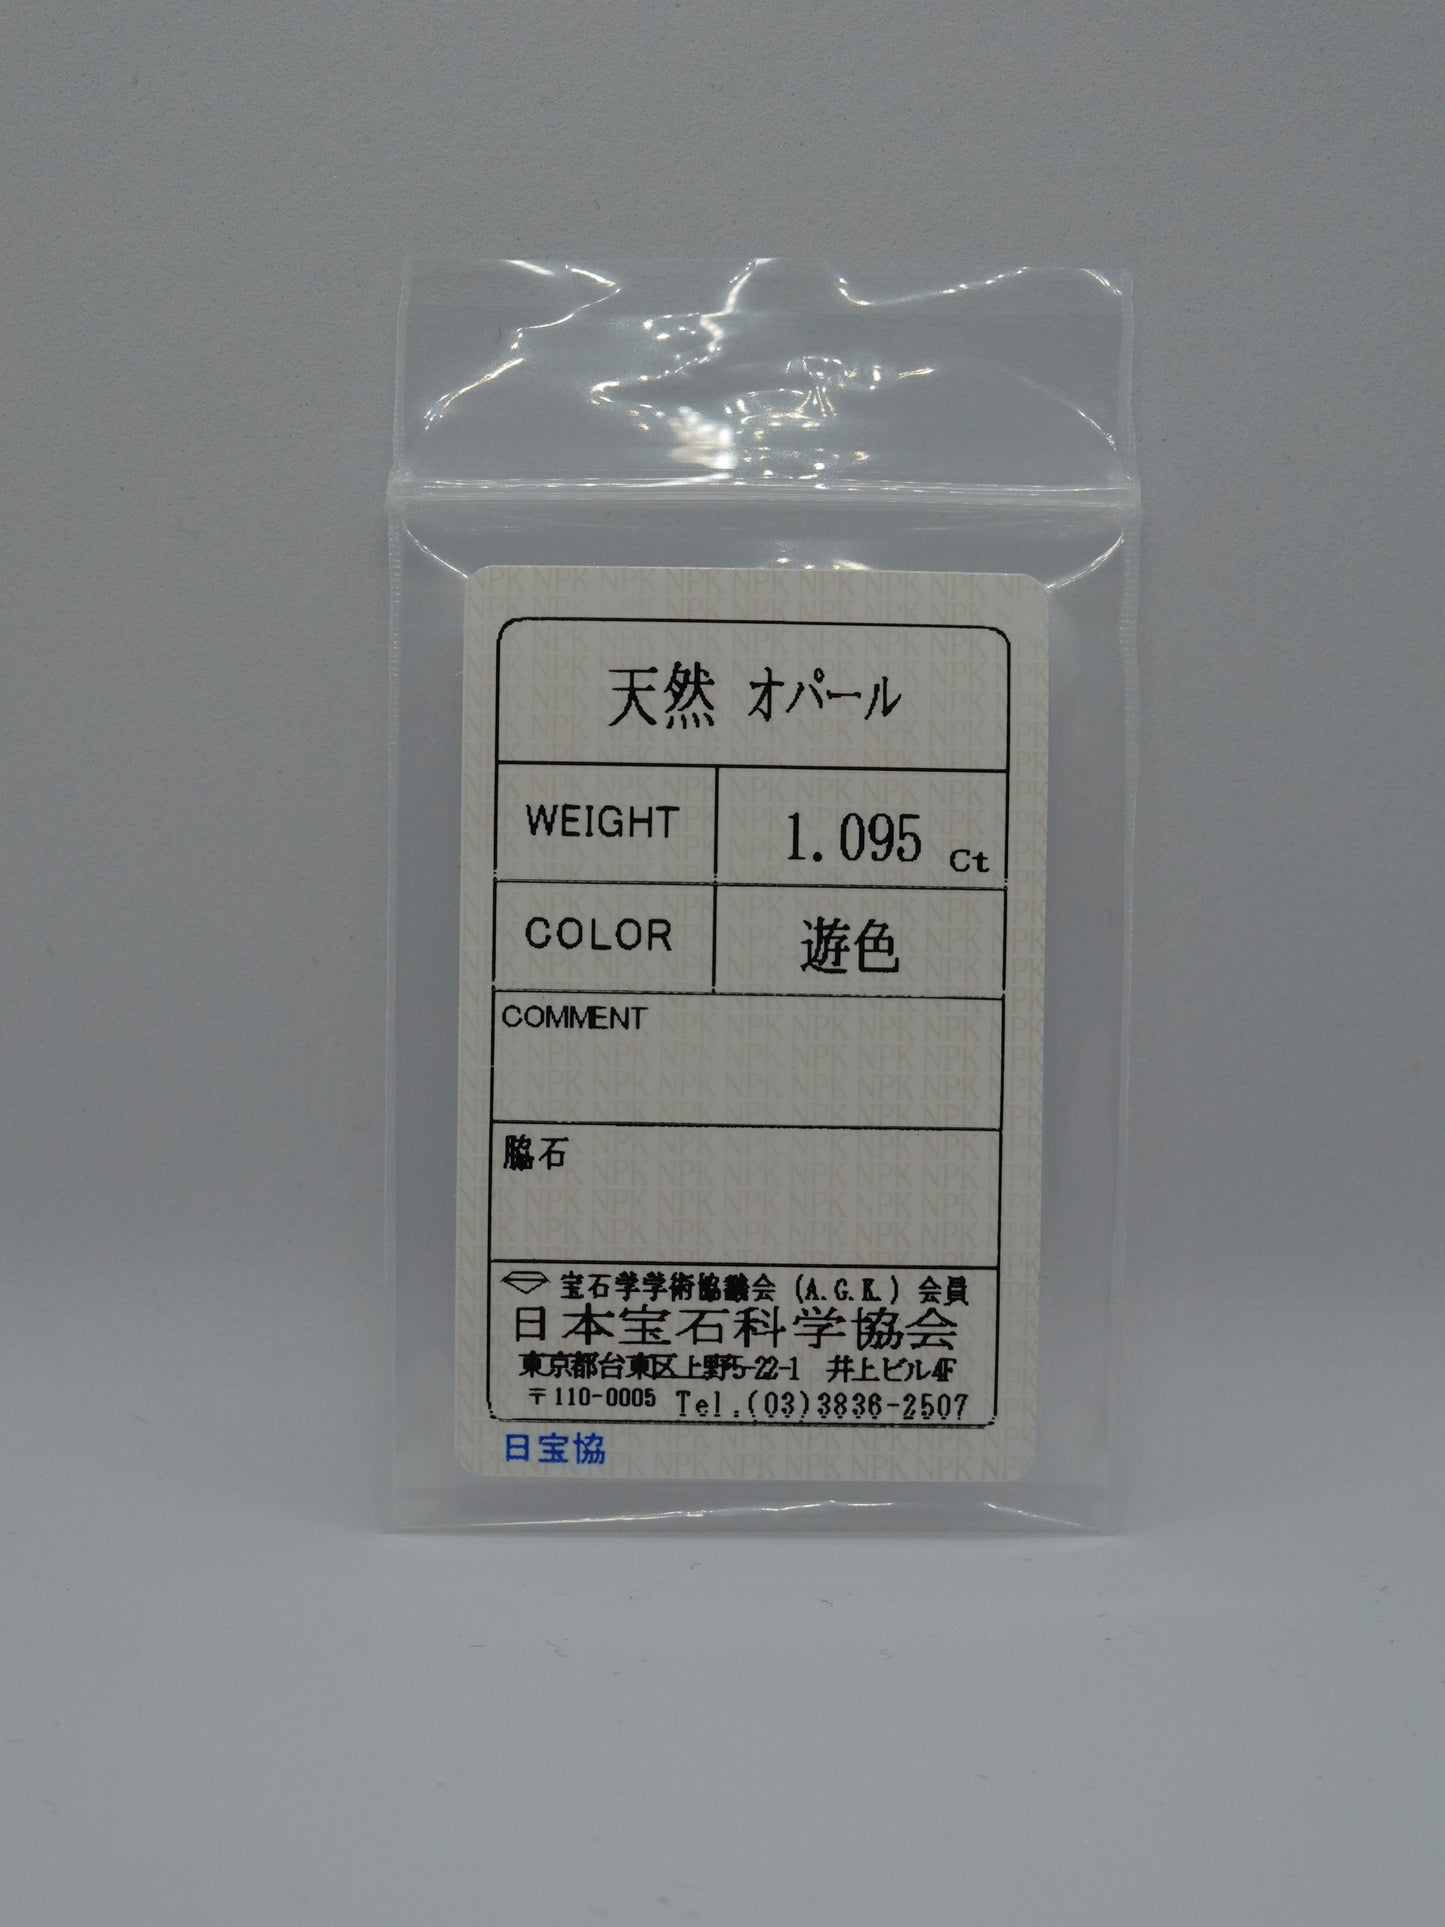 天然 オパール
WEIGHT 1.095 Ct
COLOR 遊色
COMMENT
脇石
宝石学学術協議会 (A.G.K.) 会員
日本宝石科学協会
東京都台東区上野5-22-1 井上ビル4F
〒110-0005 Tel.(03)3836-2507
日宝協